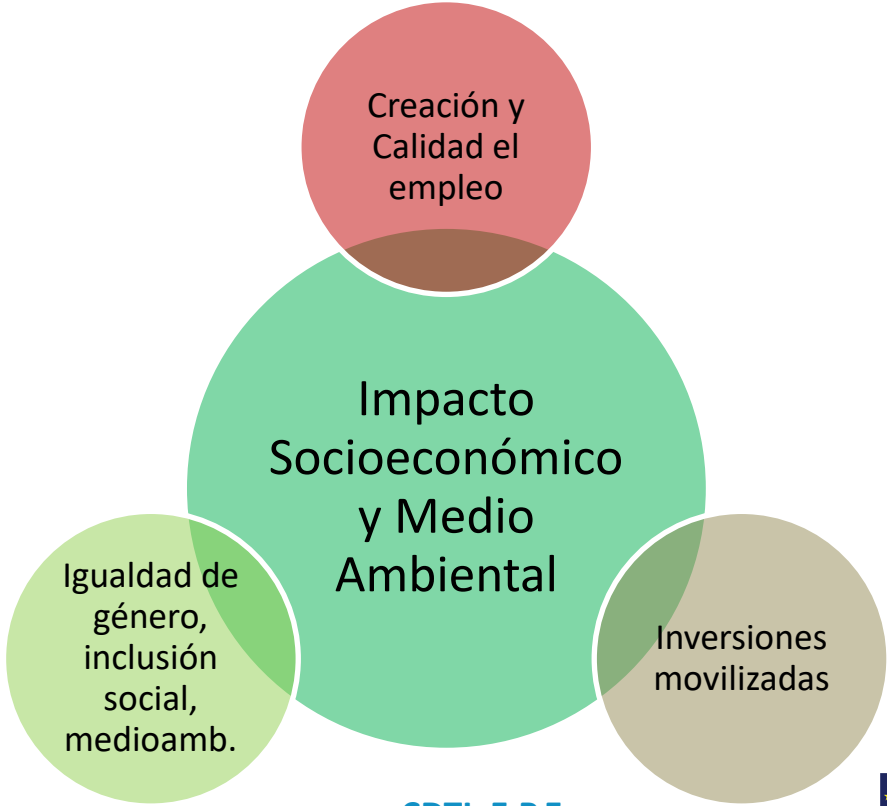 Creación y
Calidad el
empleo
Impacto
Socioeconómico
y Medio
Ambiental
Igualdad de
género,
inclusión
social,
medioamb.
Inversiones
movilizadas